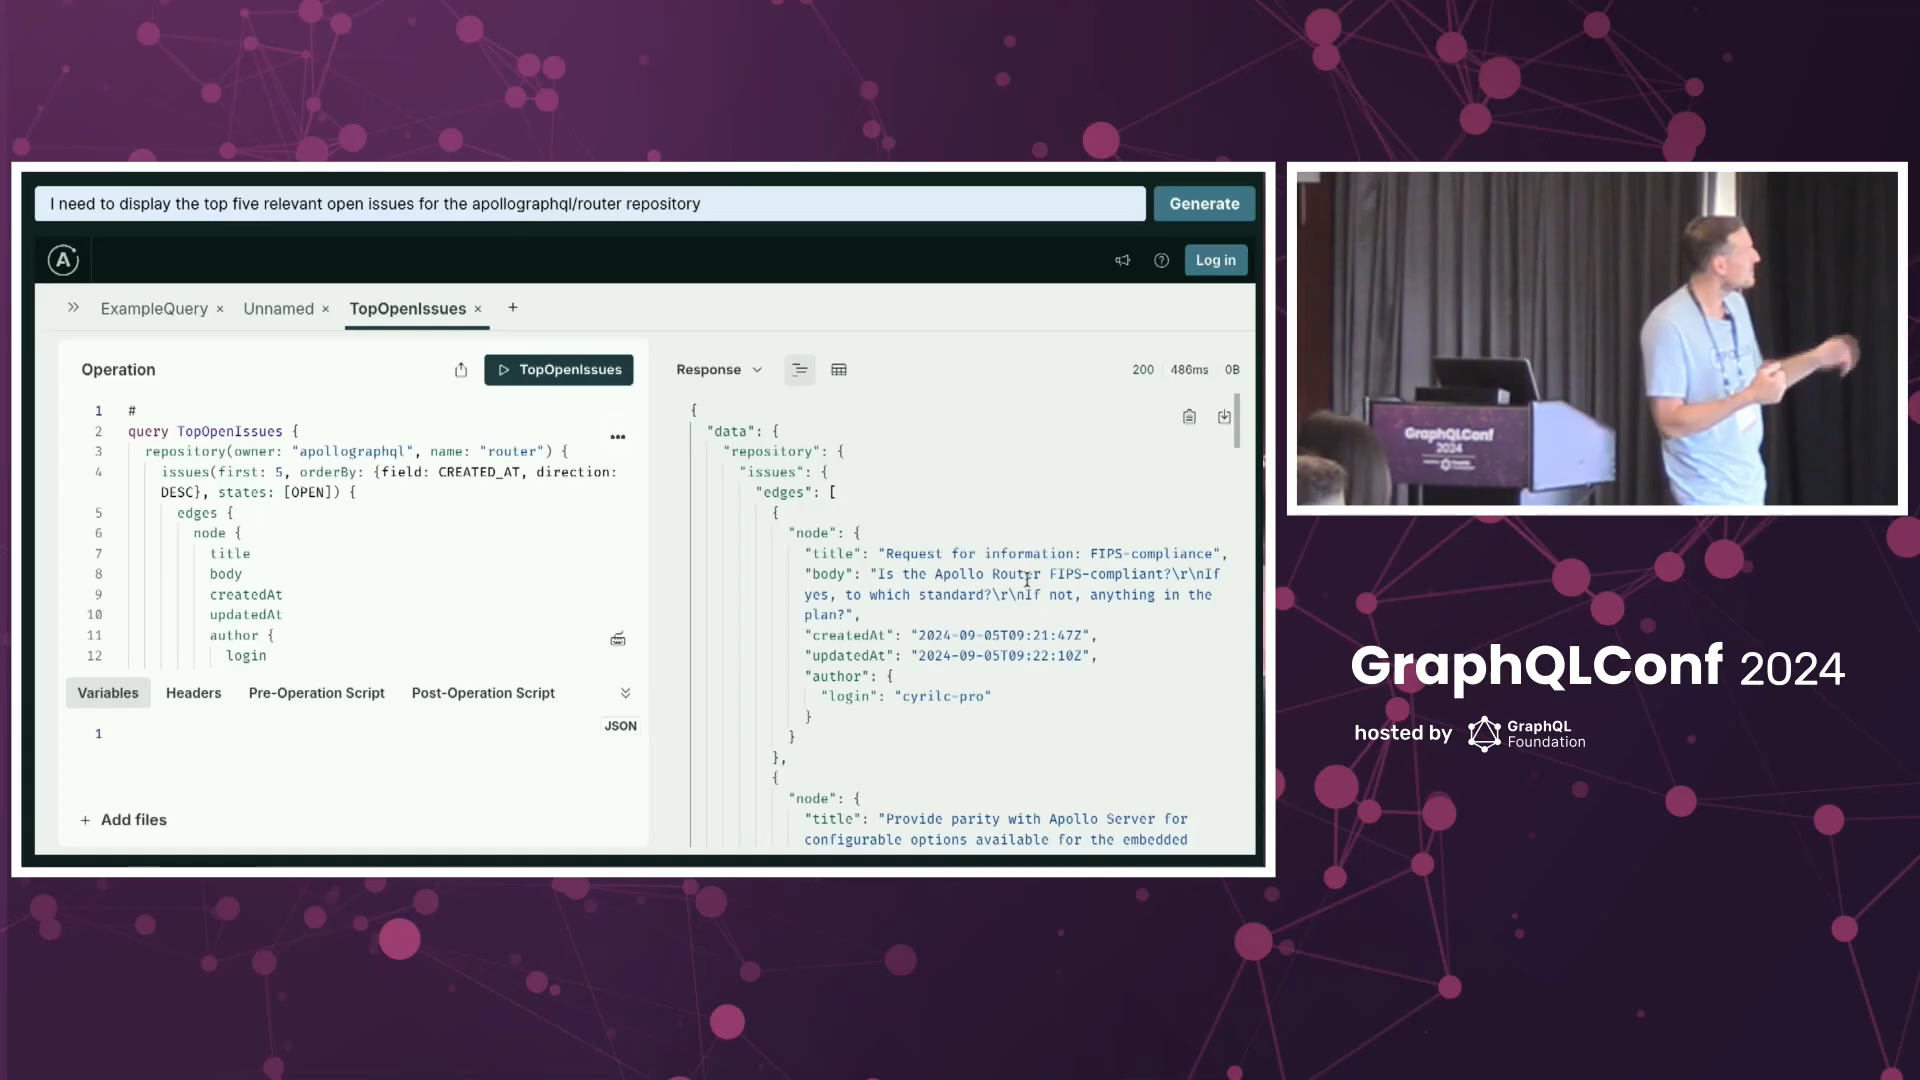 I need to display the top five relevant open issues for the apollographql/router repository
Generate
A
Log in
ExampleQuery ×
Unnamed ×
TopOpenIssues ×
+
Operation
TopOpenIssues
1 #
2 query TopOpenIssues {
3 repository(owner: "apollographql", name: "router") {
4 issues(first: 5, orderBy: {field: CREATED_AT, direction:
DESC}, states: [OPEN]) {
5 edges {
6 node {
7 title
8 body
9 createdAt
10 updatedAt
11 author {
12 login
Variables
Headers
Pre-Operation Script
Post-Operation Script
JSON
1
+ Add files
Response
200
486ms
0B
{
"data": {
"repository": {
"issues": {
"edges": [
{
"node": {
"title": "Request for information: FIPS-compliance",
"body": "Is the Apollo Router FIPS-compliant?\r\nIf
yes, to which standard?\r\nIf not, anything in the
plan?",
"createdAt": "2024-09-05T09:21:47Z",
"updatedAt": "2024-09-05T09:22:10Z",
"author": {
"login": "cyrilc-pro"
}
}
},
{
"node": {
"title": "Provide parity with Apollo Server for
configurable options available for the embedded
GraphQLConf
2024
GraphQLConf 2024
hosted by
GraphQL
Foundation